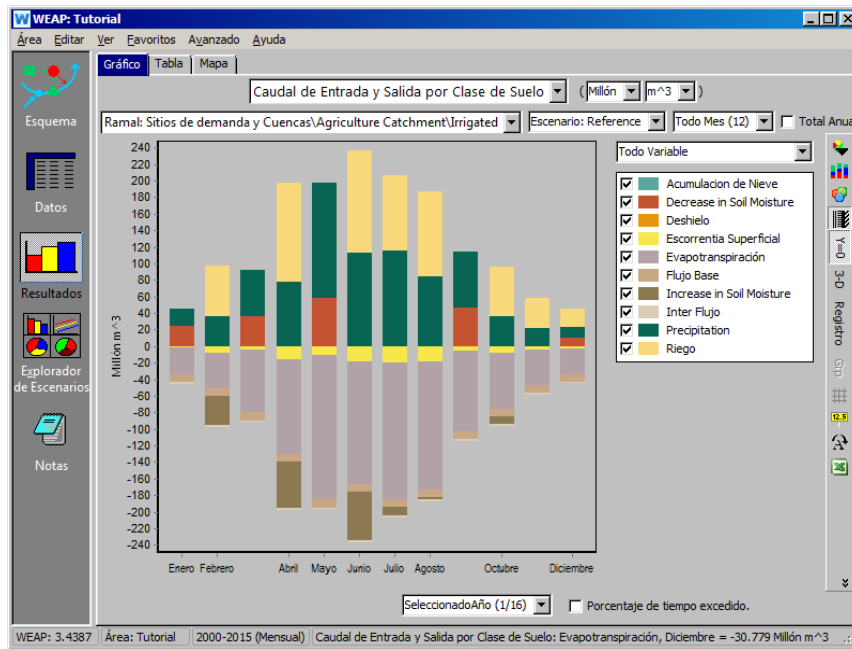 WEAP: Tutorial
Área Editar Ver Favoritos Avanzado Ayuda
Esquema
Datos
Resultados
Explorador
de Escenarios
Notas
Gráfico Tabla Mapa
Caudal de Entrada y Salida por Clase de Suelo ( Millón m^3 )
Ramal: Sitios de demanda y Cuencas\Agriculture Catchment\Irrigated Escenario: Reference Todo Mes (12) Total Anua
Todo Variable
Acumulacion de Nieve
Decrease in Soil Moisture
Deshielo
Escorrentia Superficial
Evapotranspiración
Flujo Base
Increase in Soil Moisture
Inter Flujo
Precipitation
Riego
Y=0
3-D
Registro
12.5
Millón m^3
240
220
200
180
160
140
120
100
80
60
40
20
0
-20
-40
-60
-80
-100
-120
-140
-160
-180
-200
-220
-240
Enero Febrero Abril Mayo Junio Julio Agosto Octubre Diciembre
SeleccionadoAño (1/16) Porcentaje de tiempo excedido.
WEAP: 3.4387 Área: Tutorial 2000-2015 (Mensual) Caudal de Entrada y Salida por Clase de Suelo: Evapotranspiración, Diciembre = -30.779 Millón m^3